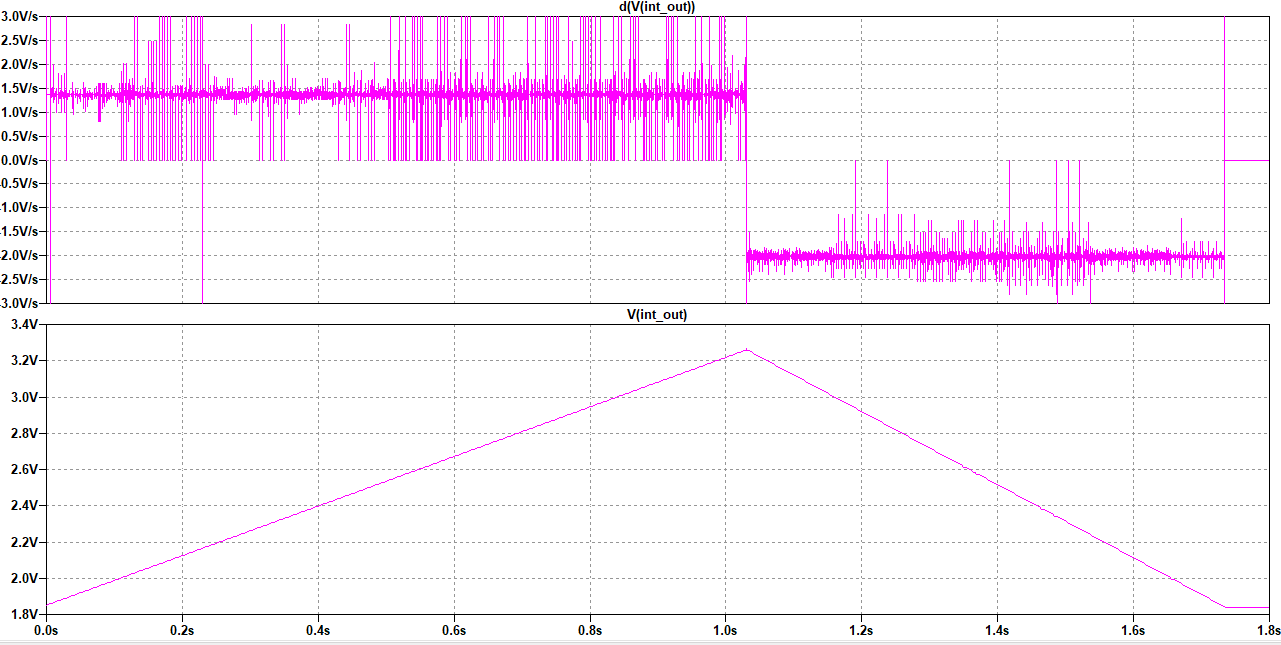 d(V(int_out))
3.0V/s
2.5V/s
2.0V/s
1.5V/s
1.0V/s
0.5V/s
0.0V/s
-0.5V/s
-1.0V/s
-1.5V/s
-2.0V/s
-2.5V/s
-3.0V/s
V(int_out)
3.4V
3.2V
3.0V
2.8V
2.6V
2.4V
2.2V
2.0V
1.8V
0.0s 0.2s 0.4s 0.6s 0.8s 1.0s 1.2s 1.4s 1.6s 1.8s